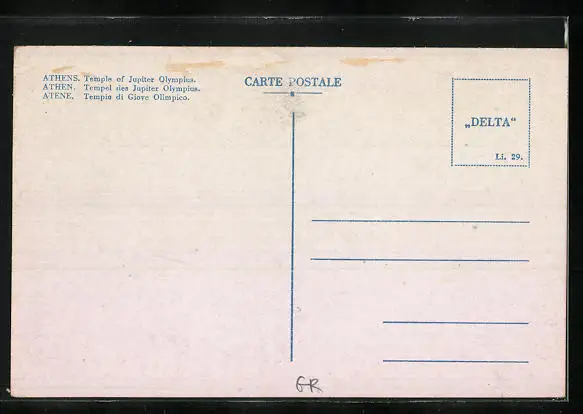 ATHENS. Temple of Jupiter Olympius.
ATHEN. Tempel des Jupiter Olympius.
ATENE. Tempio di Giove Olimpico.
CARTE POSTALE
„DELTA“
Li. 29.
GR